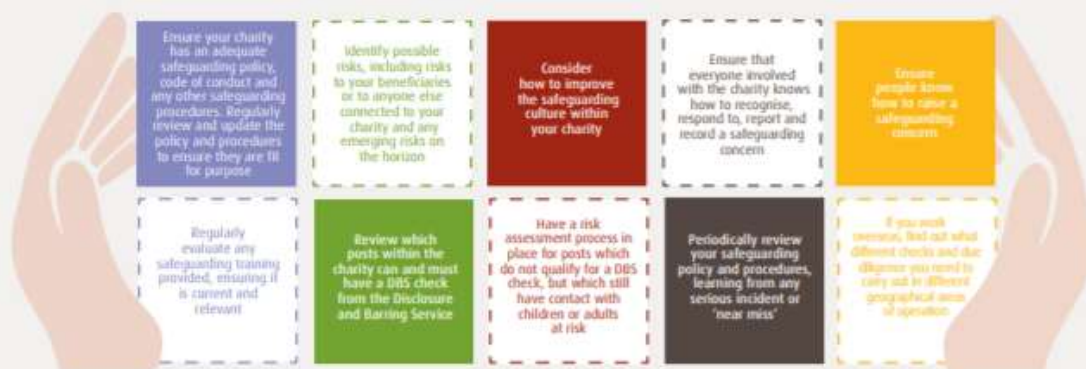 Ensure your charity
has an adequate
safeguarding policy,
code of conduct and
any other safeguarding
procedures. Regularly
review and update the
policy and procedures
to ensure they are fit
for purpose
Identify possible
risks, including risks
to your beneficiaries
or to anyone else
connected to your
charity and any
emerging risks on
the horizon
Consider
how to improve
the safeguarding
culture within
your charity
Ensure that
everyone involved
with the charity knows
how to recognise,
respond to, report and
record a safeguarding
concern
Ensure
people know
how to raise a
safeguarding
concern
Regularly
evaluate any
safeguarding training
provided, ensuring it
is current and
relevant
Review which
posts within the
charity can and must
have a DBS check
from the Disclosure
and Barring Service
Have a risk
assessment process in
place for posts which
do not qualify for a DBS
check, but which still
have contact with
children or adults
at risk
Periodically review
your safeguarding
policy and procedures,
learning from any
serious incident or
'near miss'
If you work
overseas, find out what
different checks and due
diligence you need to
carry out in different
geographical areas
of operation